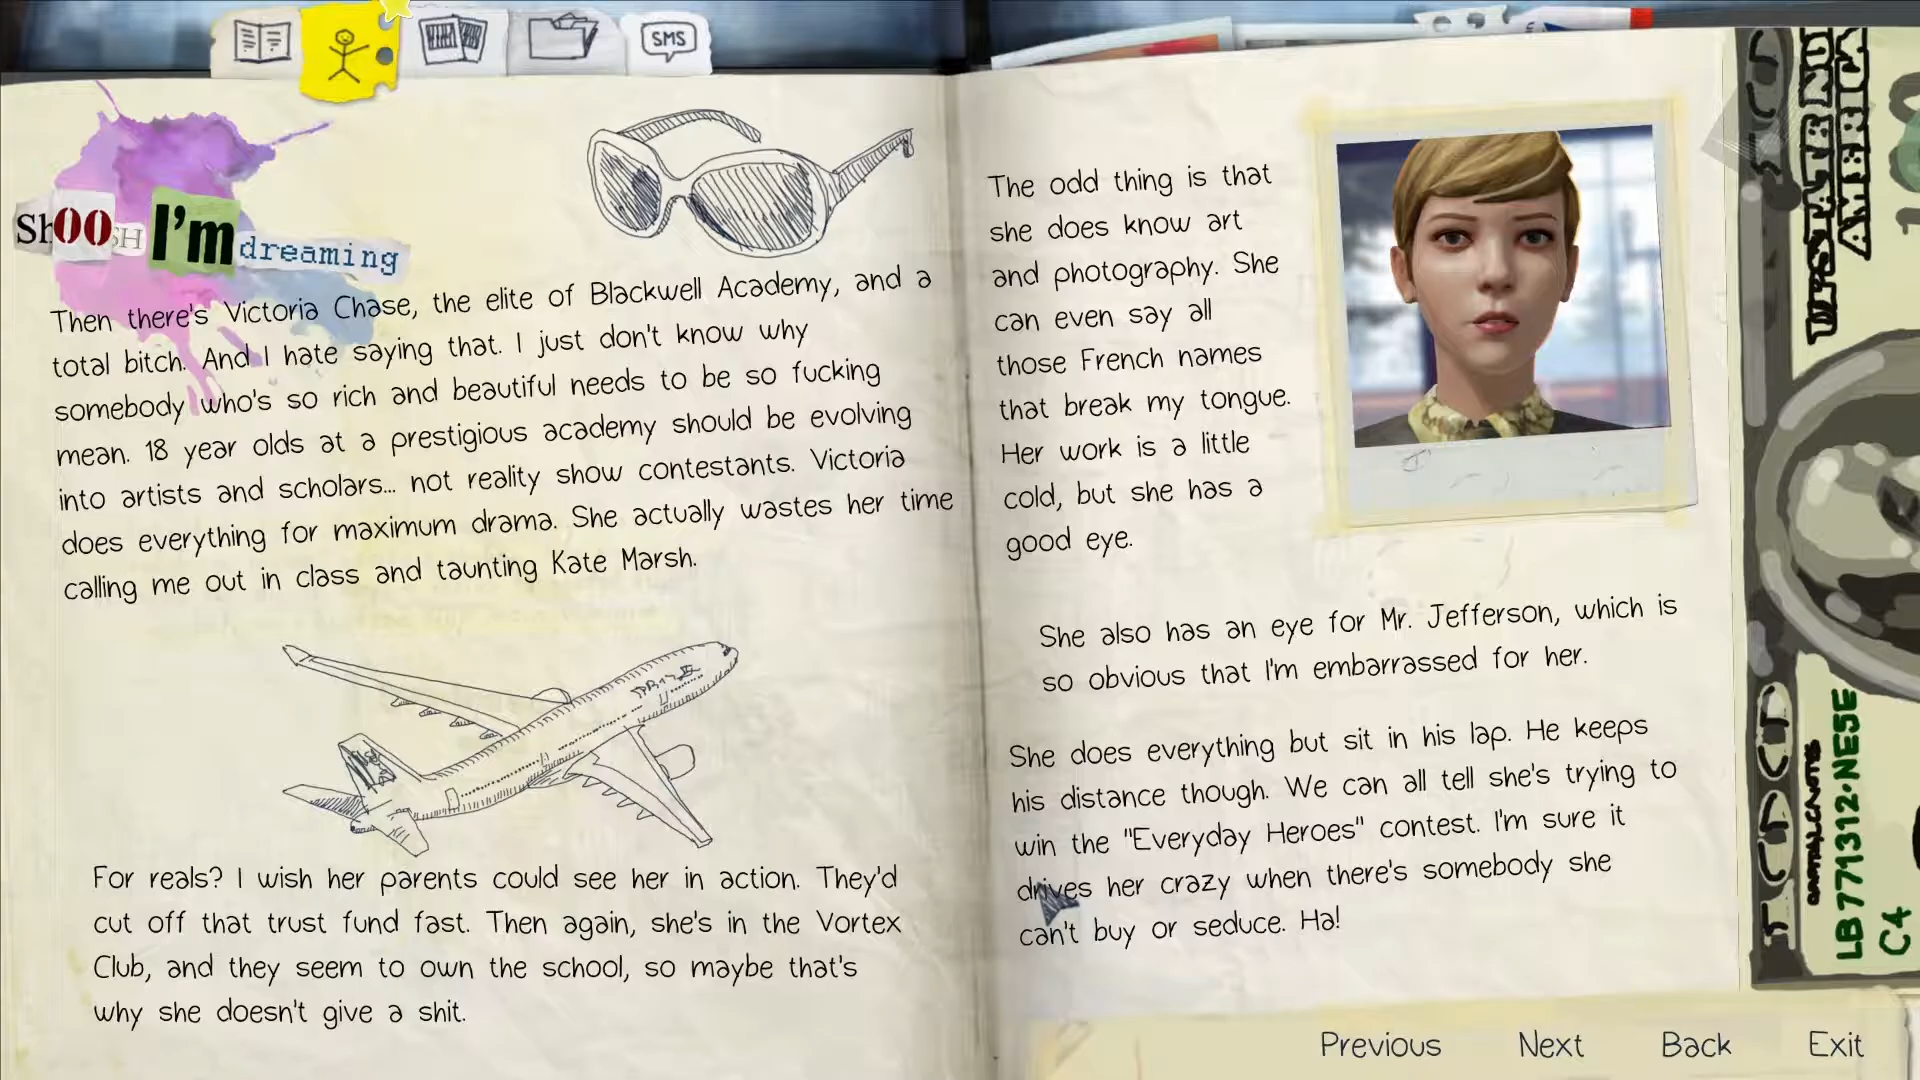 SMS
ShOOSH I'm dreaming
Then there's Victoria Chase, the elite of Blackwell Academy, and a
total bitch. And I hate saying that. I just don't know why
somebody who's so rich and beautiful needs to be so fucking
mean. 18 year olds at a prestigious academy should be evolving
into artists and scholars... not reality show contestants. Victoria
does everything for maximum drama. She actually wastes her time
calling me out in class and taunting Kate Marsh.
For reals? I wish her parents could see her in action. They'd
cut off that trust fund fast. Then again, she's in the Vortex
Club, and they seem to own the school, so maybe that's
why she doesn't give a shit.
The odd thing is that
she does know art
and photography. She
can even say all
those French names
that break my tongue.
Her work is a little
cold, but she has a
good eye.
She also has an eye for Mr. Jefferson, which is
so obvious that I'm embarrassed for her.
She does everything but sit in his lap. He keeps
his distance though. We can all tell she's trying to
win the "Everyday Heroes" contest. I'm sure it
drives her crazy when there's somebody she
can't buy or seduce. Ha!
AMERICA
LB771312·NE5E
C4
Previous Next Back Exit